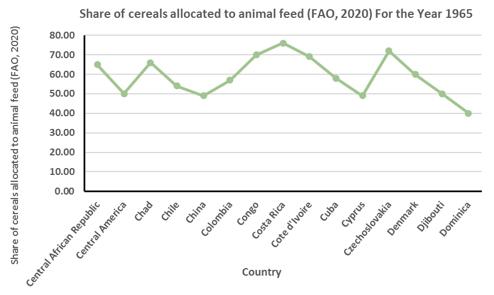 Share of cereals allocated to animal feed (FAO, 2020) For the Year 1965
Share of cereals allocated to animal feed (FAO, 2020)
80.00
70.00
60.00
50.00
40.00
30.00
20.00
10.00
0.00
Central African Republic
Central America
Chad
Chile
China
Colombia
Congo
Costa Rica
Cote d'Ivoire
Cuba
Cyprus
Czechoslovakia
Denmark
Djibouti
Dominica
Country